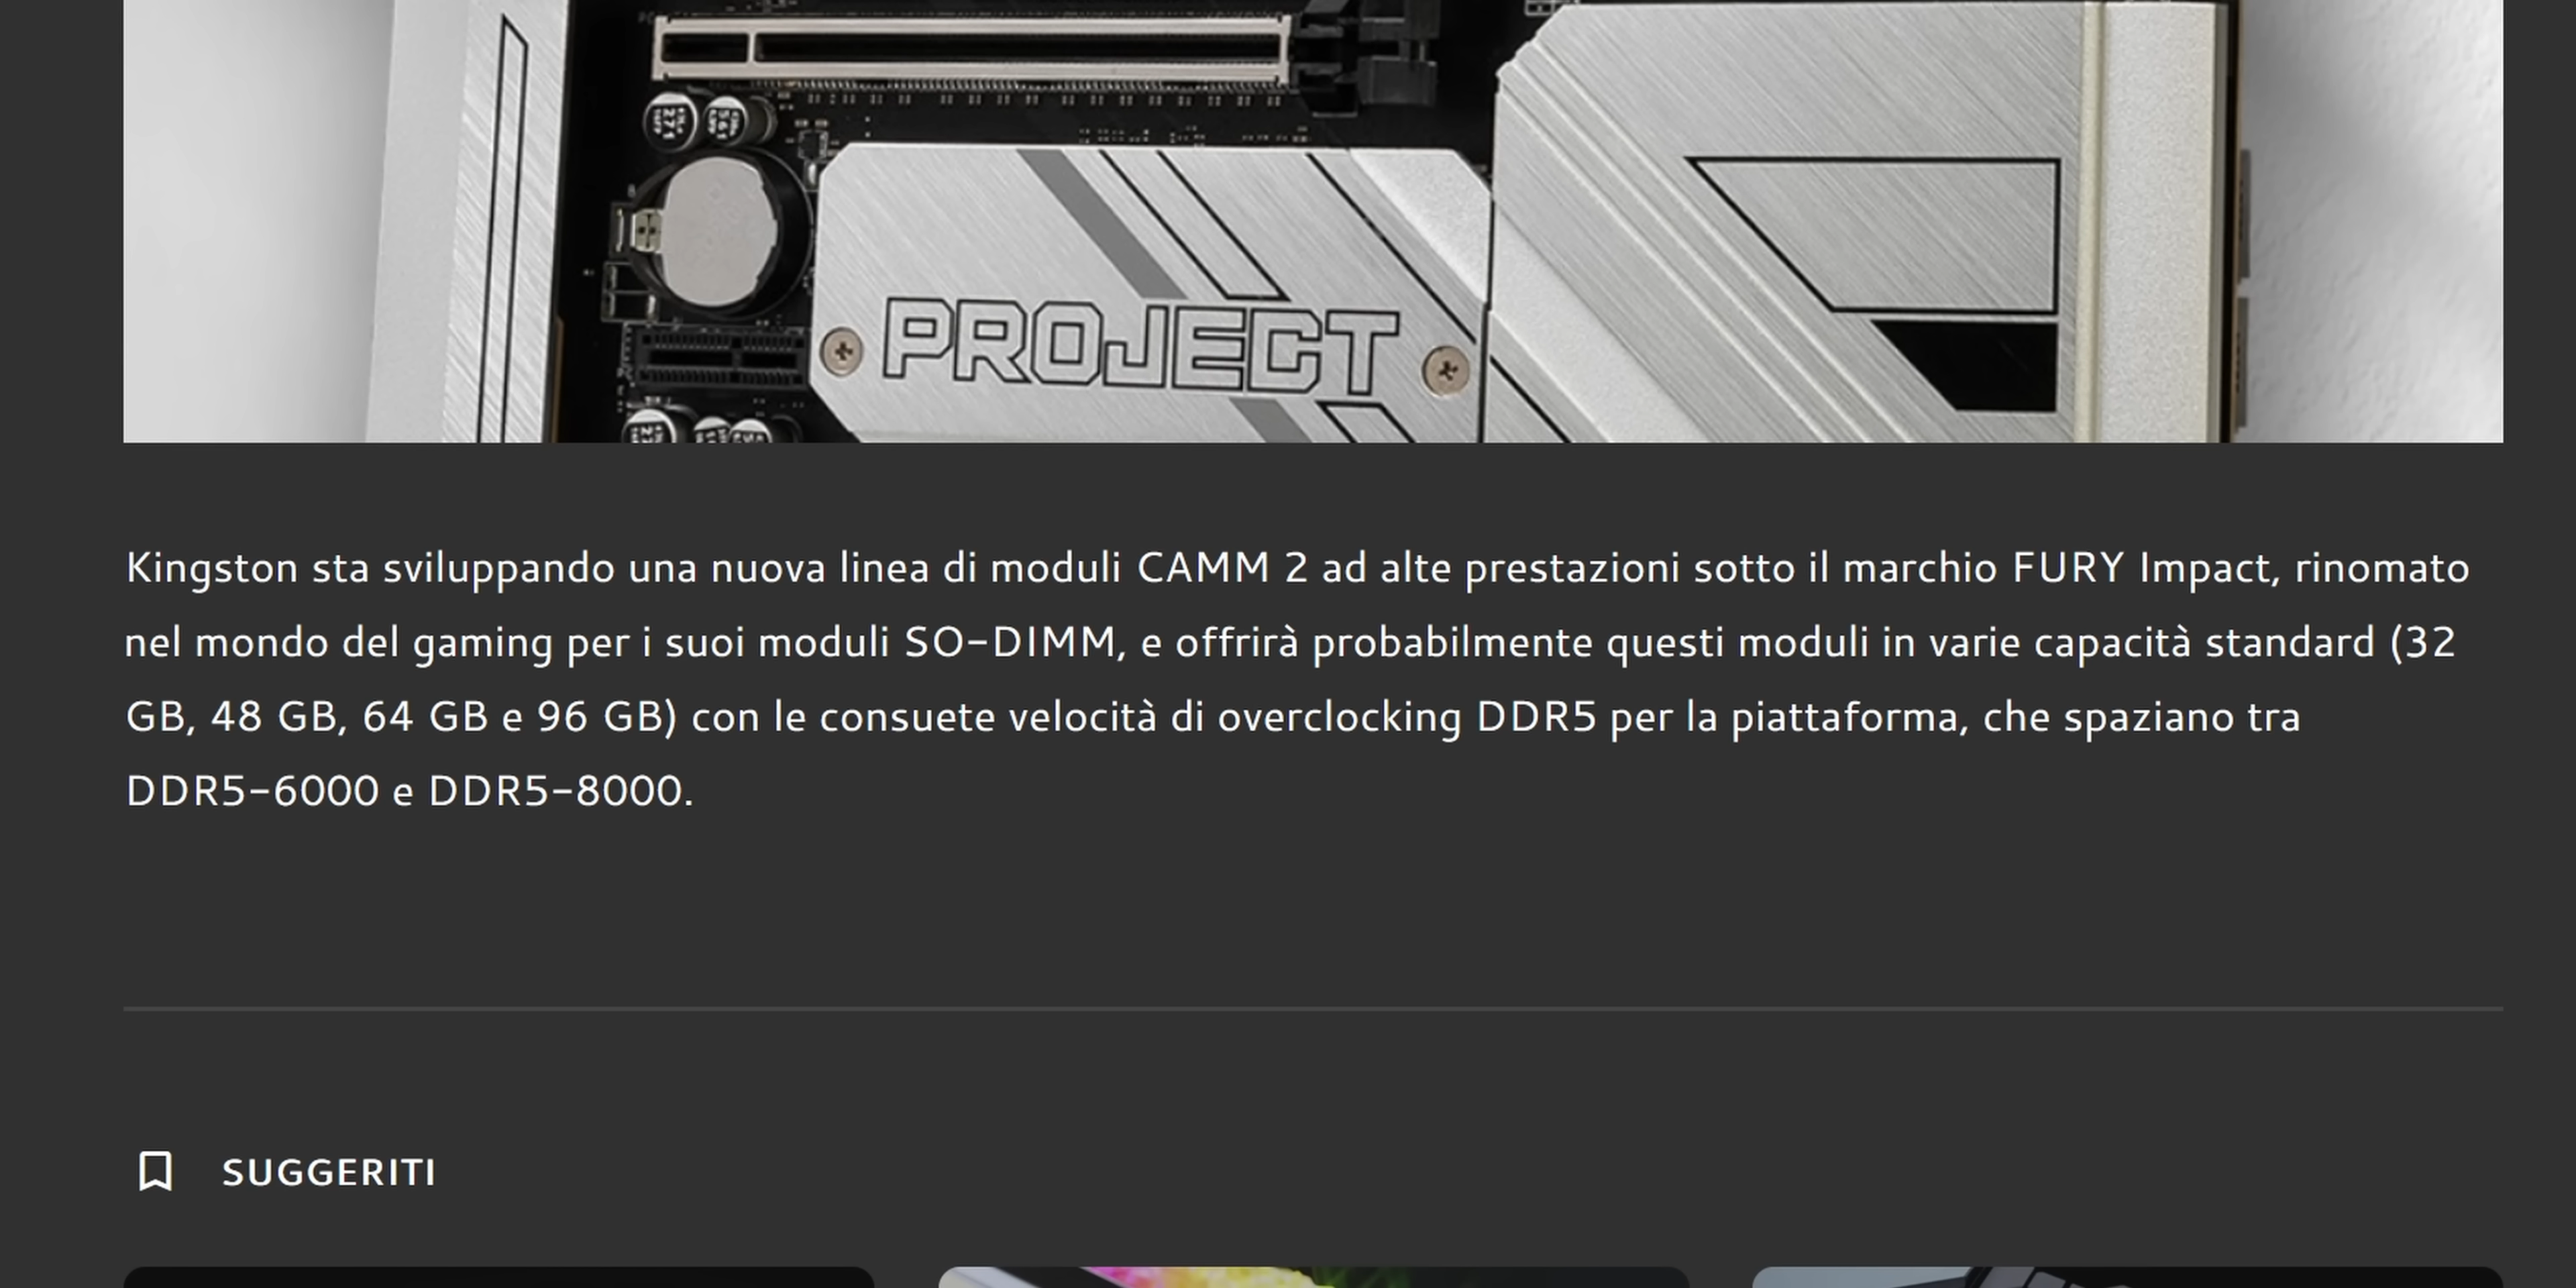 PROJECT
Kingston sta sviluppando una nuova linea di moduli CAMM 2 ad alte prestazioni sotto il marchio FURY Impact, rinomato
nel mondo del gaming per i suoi moduli SO-DIMM, e offrirà probabilmente questi moduli in varie capacità standard (32
GB, 48 GB, 64 GB e 96 GB) con le consuete velocità di overclocking DDR5 per la piattaforma, che spaziano tra
DDR5-6000 e DDR5-8000.
SUGGERITI